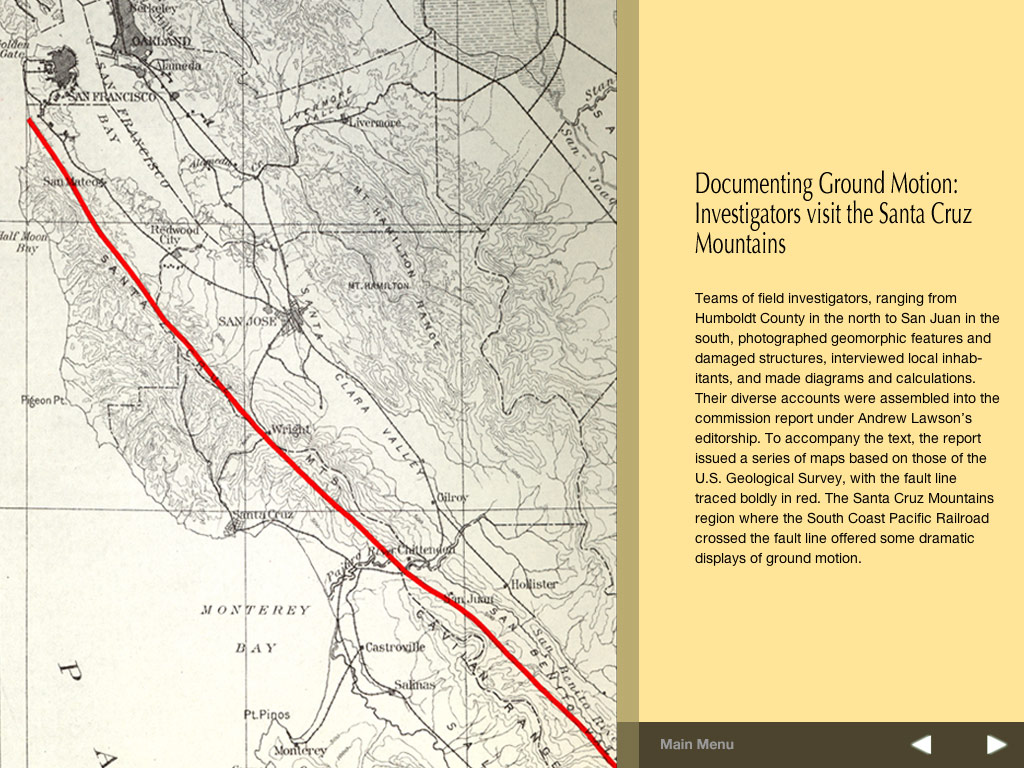 Berkeley
OAKLAND
Golden
Gate
Alameda
SAN FRANCISCO
SAN FRANCISCO
BAY
VERMORE
VALLEY
Livermore
San
Joaq
Alameda
San Mateo
Half Moon
Bay
Redwood
City
MT. HAMILTON RANGE
MT. HAMILTON
SANTA CRUZ MTS.
SAN JOSE
SANTA CLARA VALLEY
Pigeon Pt.
Wright
Gilroy
Santa Cruz
Pajaro River
Chittenden
Hollister
San Juan
MONTEREY
BAY
SAN BENITO
San Benito
GAVILAN RANGE
Castroville
Salinas
P
A
Pt. Pinos
Monterey
S A L
Documenting Ground Motion:
Investigators visit the Santa Cruz
Mountains
Teams of field investigators, ranging from
Humboldt County in the north to San Juan in the
south, photographed geomorphic features and
damaged structures, interviewed local inhab-
itants, and made diagrams and calculations.
Their diverse accounts were assembled into the
commission report under Andrew Lawson's
editorship. To accompany the text, the report
issued a series of maps based on those of the
U.S. Geological Survey, with the fault line
traced boldly in red. The Santa Cruz Mountains
region where the South Coast Pacific Railroad
crossed the fault line offered some dramatic
displays of ground motion.
Main Menu